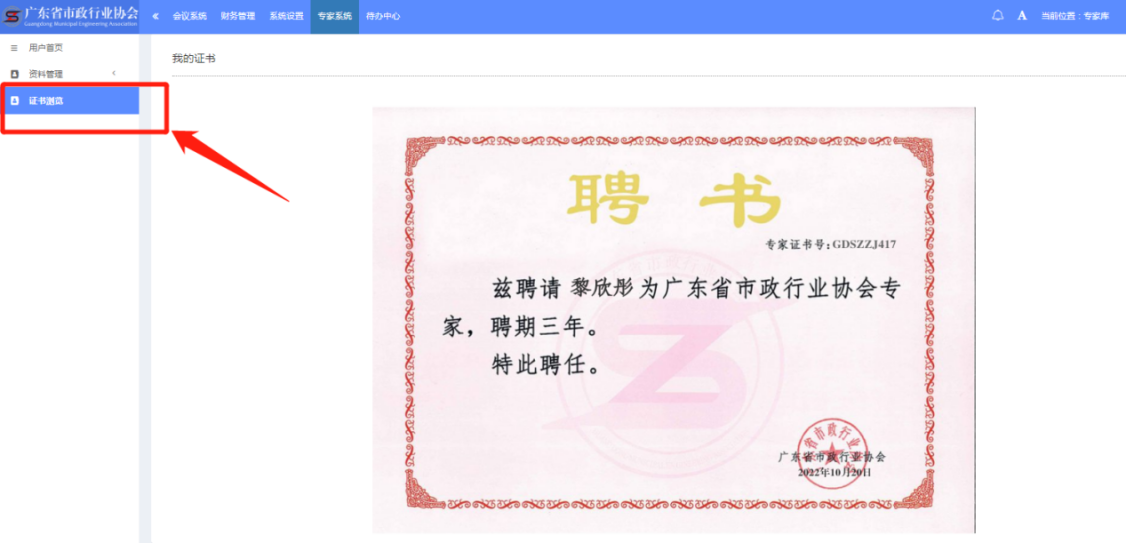 广东省市政行业协会
Guangdong Municipal Engineering Association
会议系统 财务管理 系统设置 专家系统 待办中心
A 当前位置：专家库
用户首页
资料管理
证书浏览
我的证书
聘 书
专家证书号：GDSZZJ417
兹聘请 黎欣彤 为广东省市政行业协会专
家，聘期三年。
特此聘任。
广东省市政行业协会
2022年10月20日